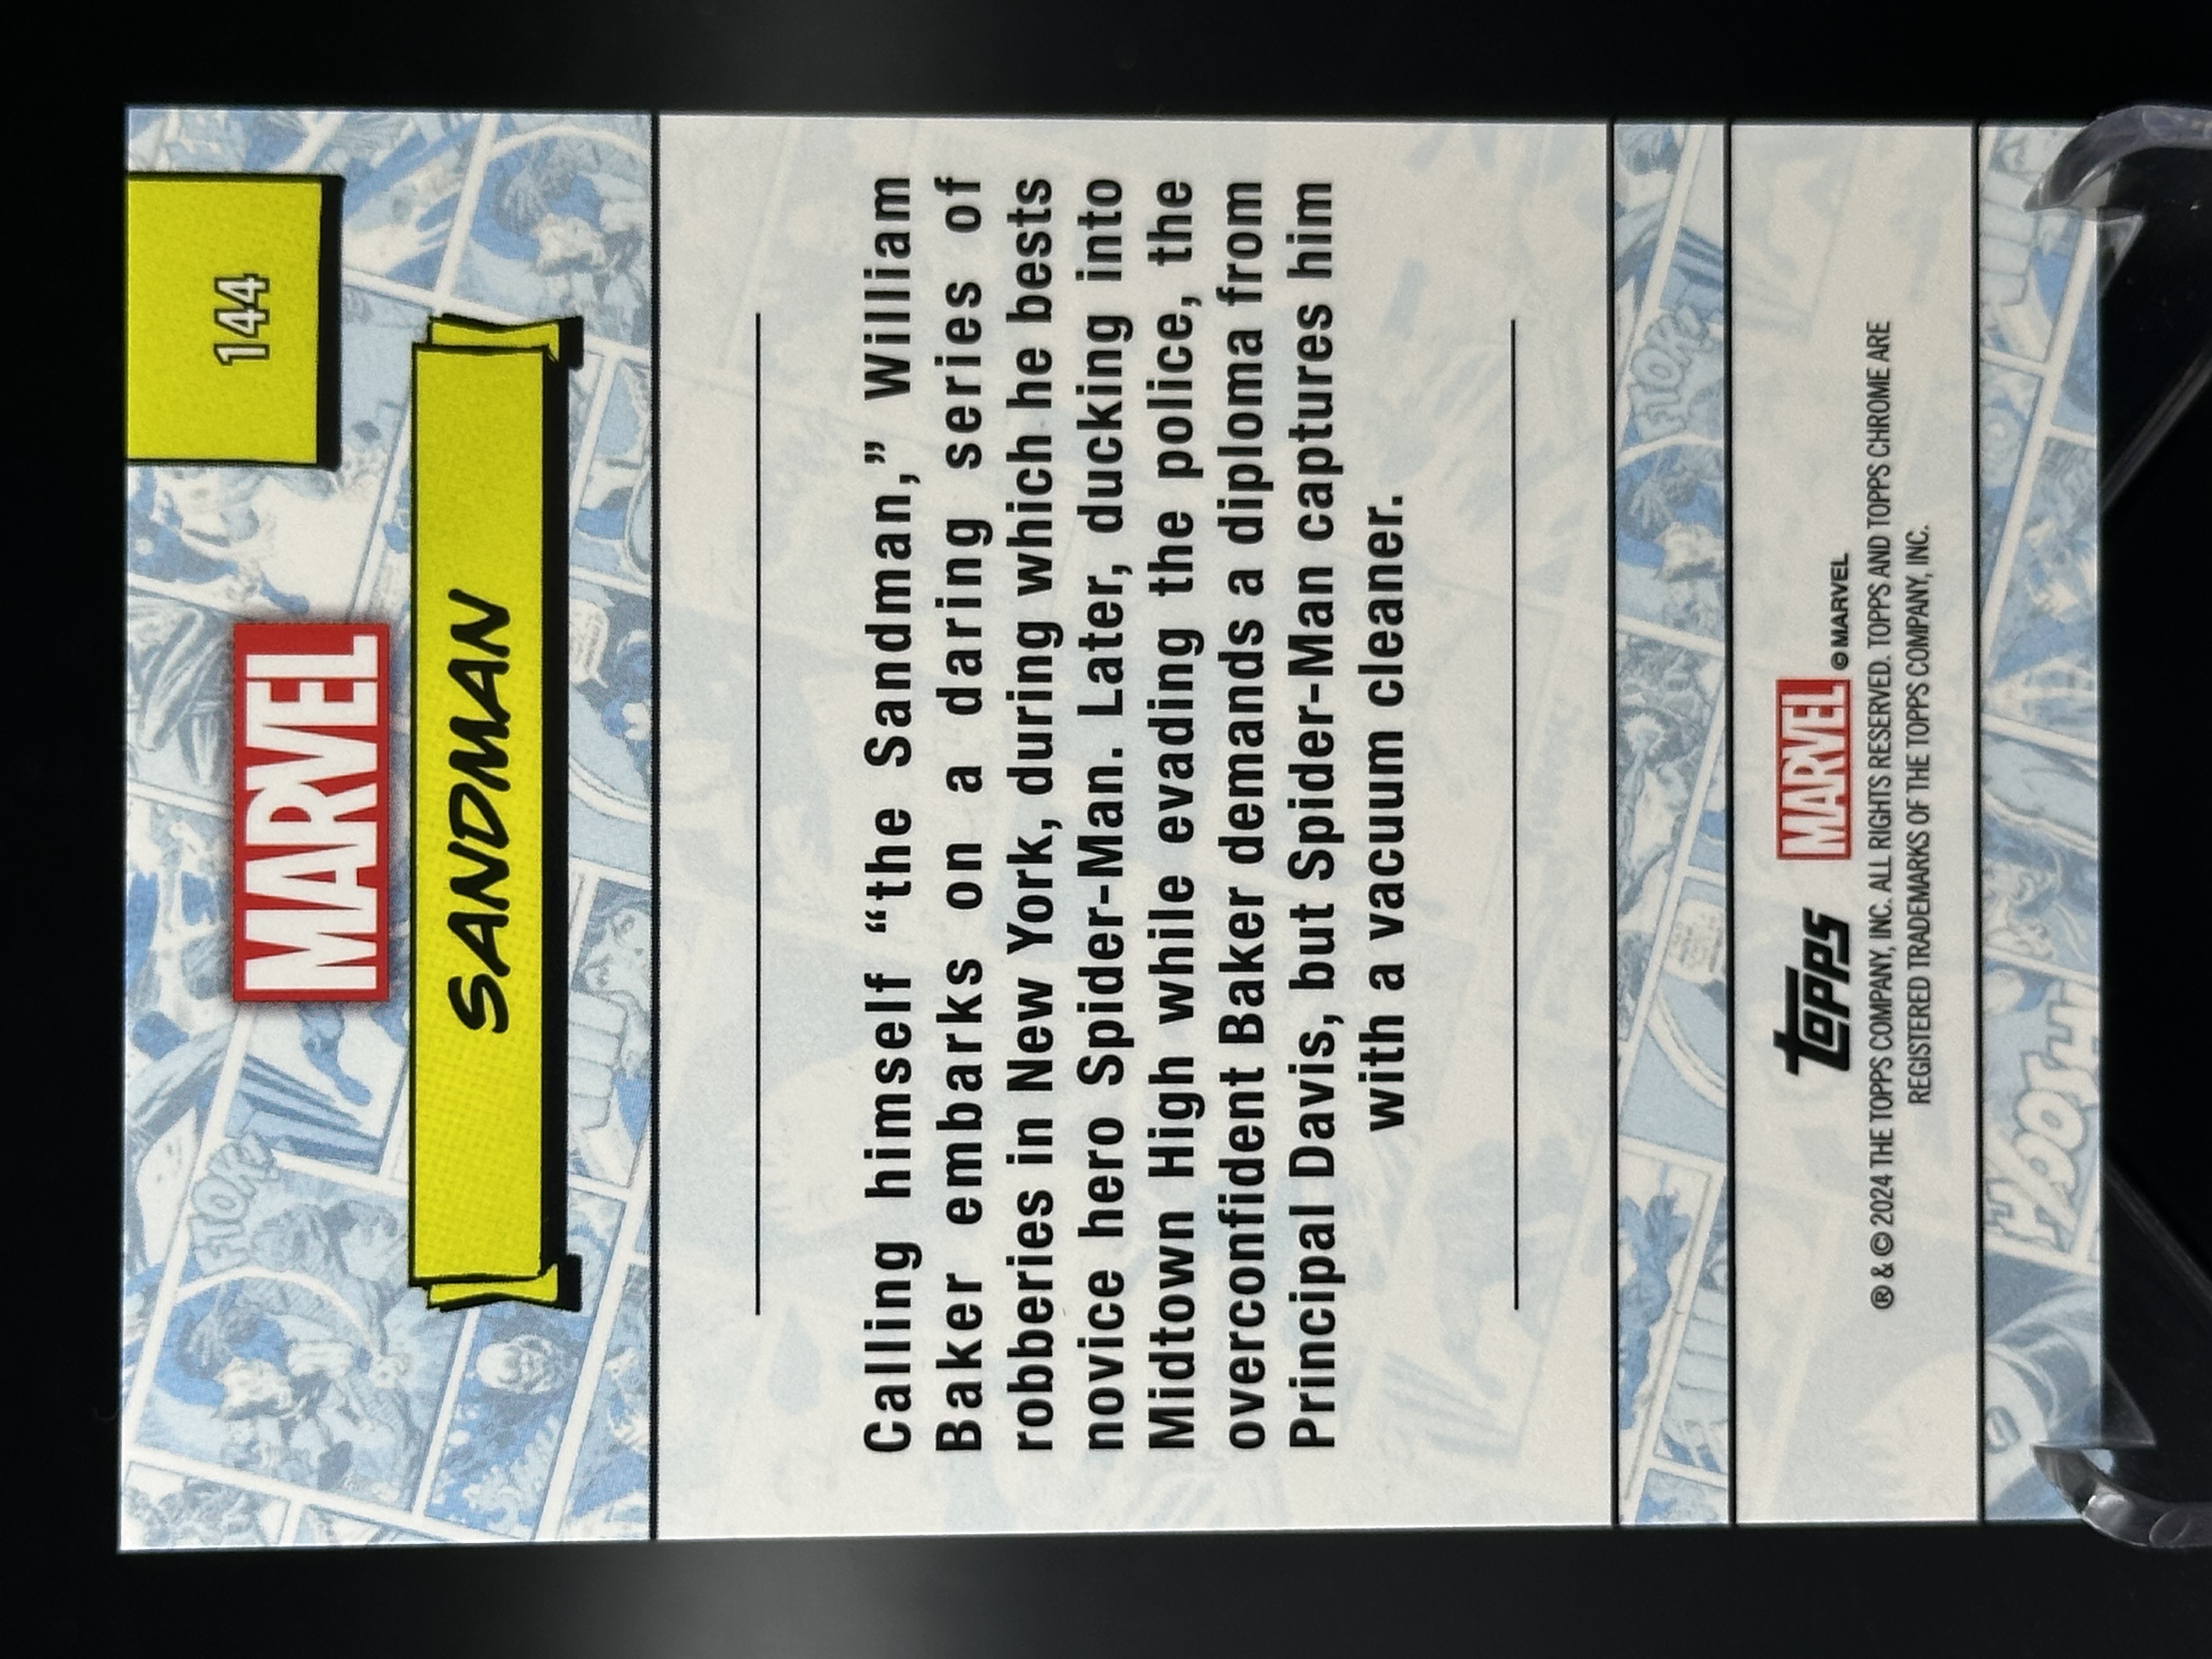 144
MARVEL
SANDMAN
Calling himself “the Sandman,” William
Baker embarks on a daring series of
robberies in New York, during which he bests
novice hero Spider-Man. Later, ducking into
Midtown High while evading the police, the
overconfident Baker demands a diploma from
Principal Davis, but Spider-Man captures him
with a vacuum cleaner.
FTOK!
FTOK!
topps MARVEL © MARVEL
® & © 2024 THE TOPPS COMPANY, INC. ALL RIGHTS RESERVED. TOPPS AND TOPPS CHROME ARE
REGISTERED TRADEMARKS OF THE TOPPS COMPANY, INC.